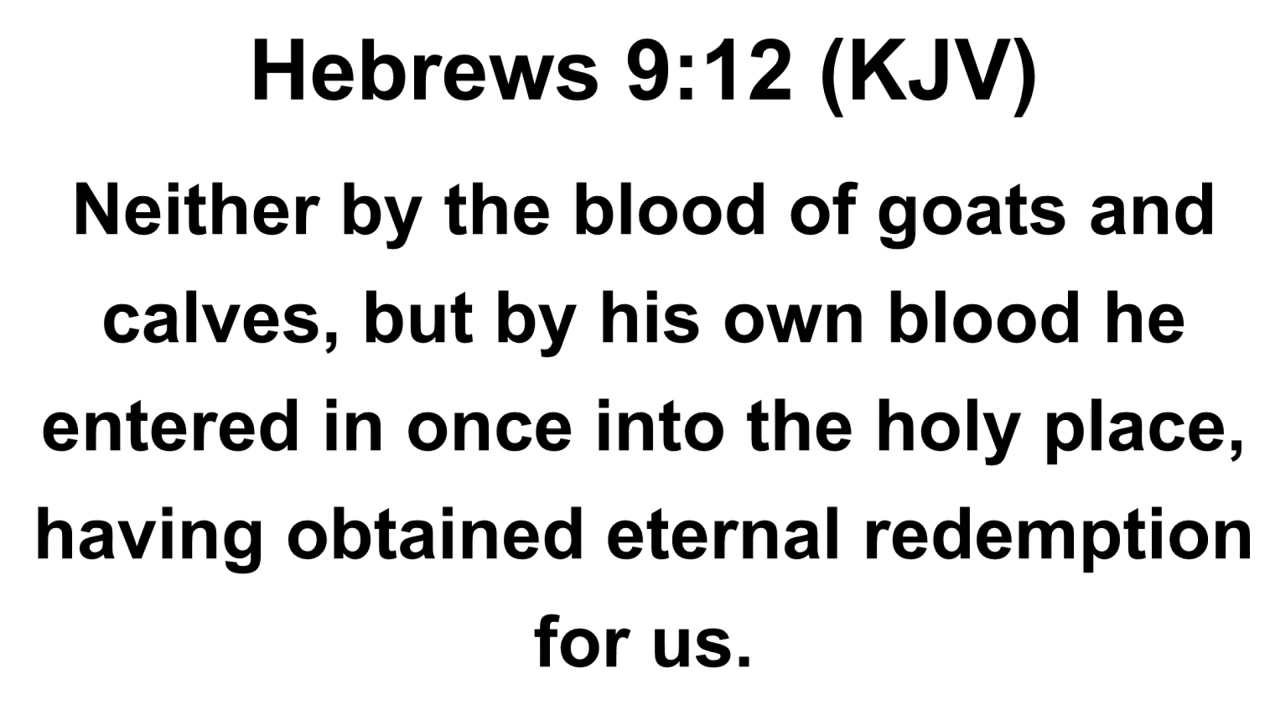 Hebrews 9:12 (KJV)
Neither by the blood of goats and
calves, but by his own blood he
entered in once into the holy place,
having obtained eternal redemption
for us.